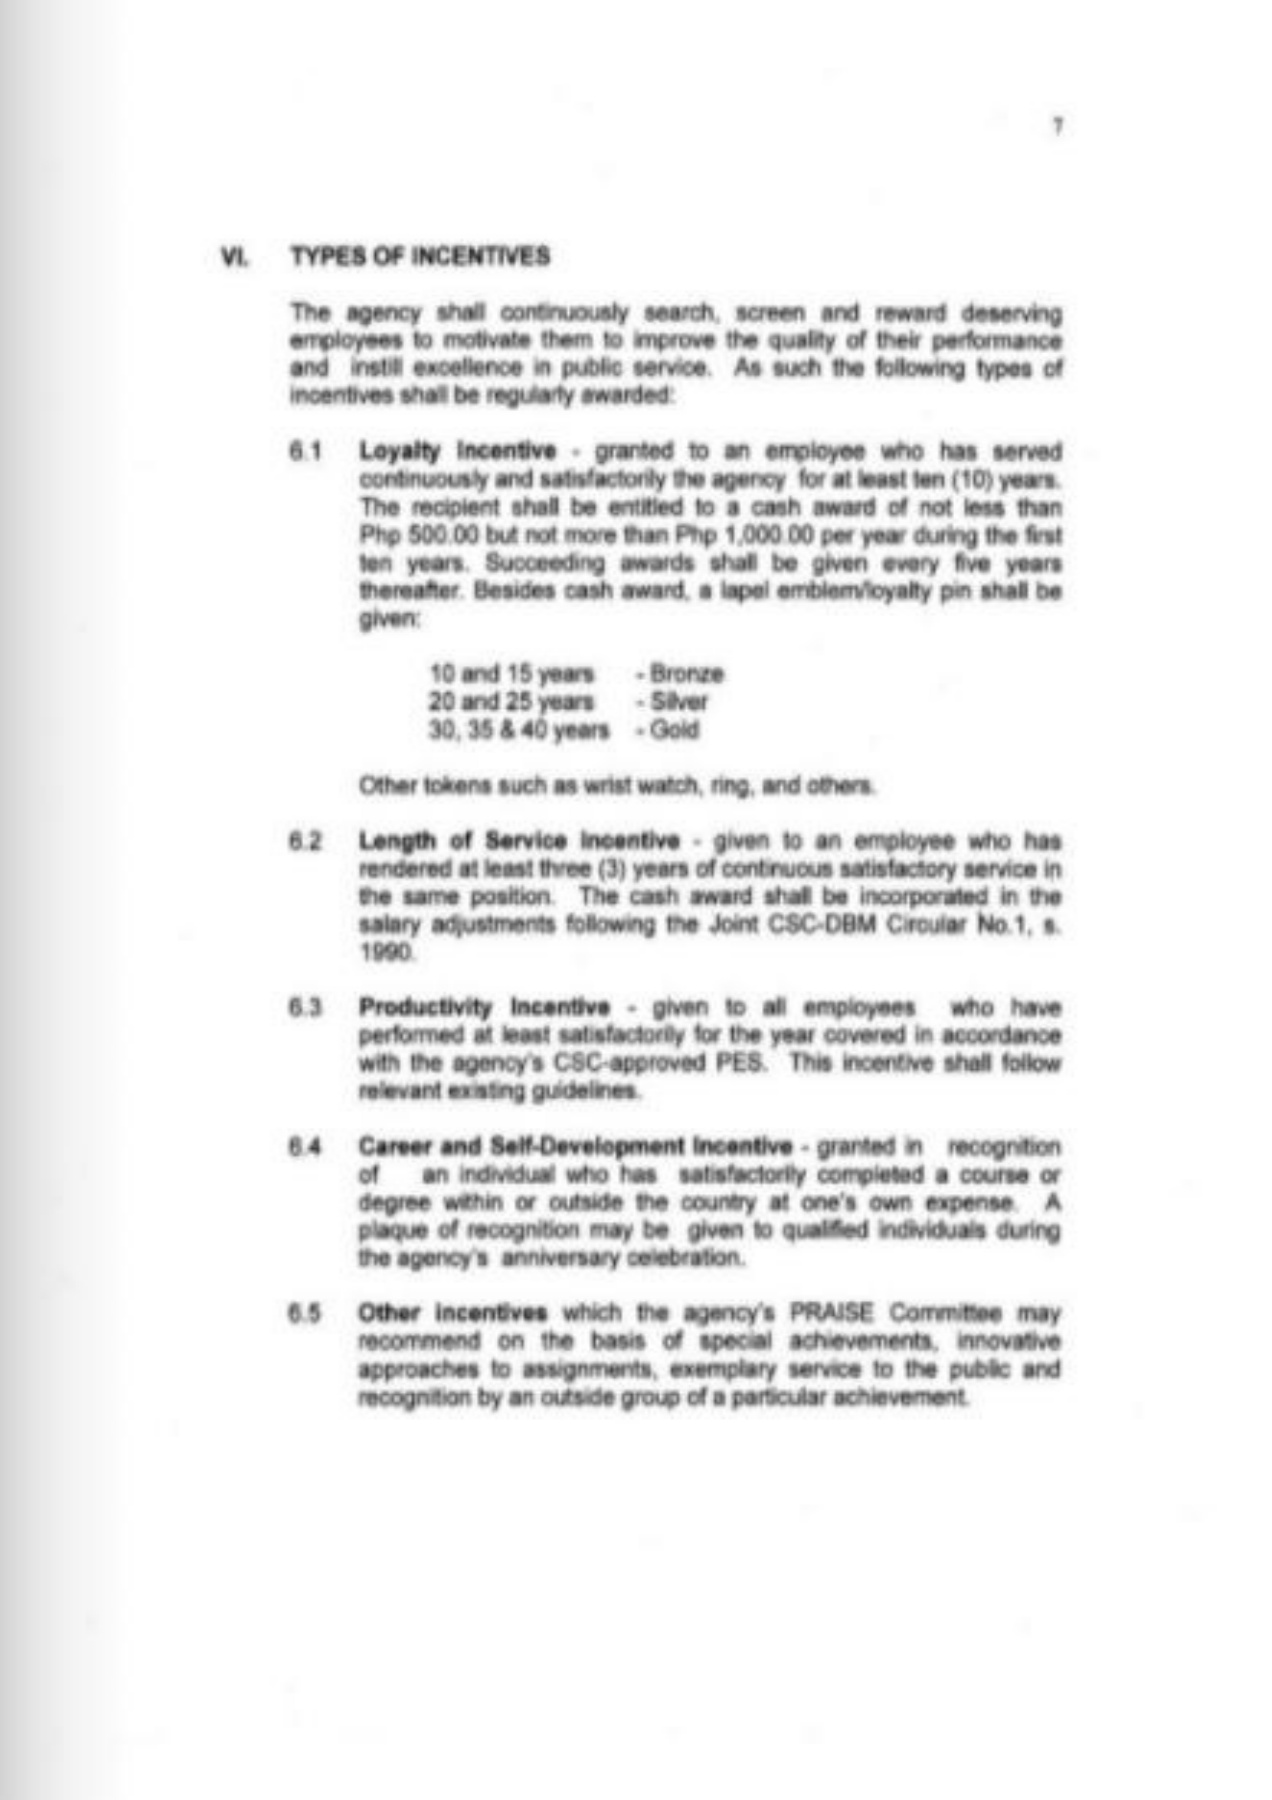 7
VI. TYPES OF INCENTIVES
The agency shall continuously search, screen and reward deserving
employees to motivate them to improve the quality of their performance
and instill excellence in public service. As such the following types of
incentives shall be regularly awarded:
6.1 Loyalty Incentive - granted to an employee who has served
continuously and satisfactorily the agency for at least ten (10) years.
The recipient shall be entitled to a cash award of not less than
Php 500.00 but not more than Php 1,000.00 per year during the first
ten years. Succeeding awards shall be given every five years
thereafter. Besides cash award, a lapel emblem/loyalty pin shall be
given:
10 and 15 years - Bronze
20 and 25 years - Silver
30, 35 & 40 years - Gold
Other tokens such as wrist watch, ring, and others.
6.2 Length of Service Incentive - given to an employee who has
rendered at least three (3) years of continuous satisfactory service in
the same position. The cash award shall be incorporated in the
salary adjustments following the Joint CSC-DBM Circular No.1, s.
1990.
6.3 Productivity Incentive - given to all employees who have
performed at least satisfactorily for the year covered in accordance
with the agency's CSC-approved PES. This incentive shall follow
relevant existing guidelines.
6.4 Career and Self-Development Incentive - granted in recognition
of an individual who has satisfactorily completed a course or
degree within or outside the country at one's own expense. A
plaque of recognition may be given to qualified individuals during
the agency's anniversary celebration.
6.5 Other Incentives which the agency's PRAISE Committee may
recommend on the basis of special achievements, innovative
approaches to assignments, exemplary service to the public and
recognition by an outside group of a particular achievement.